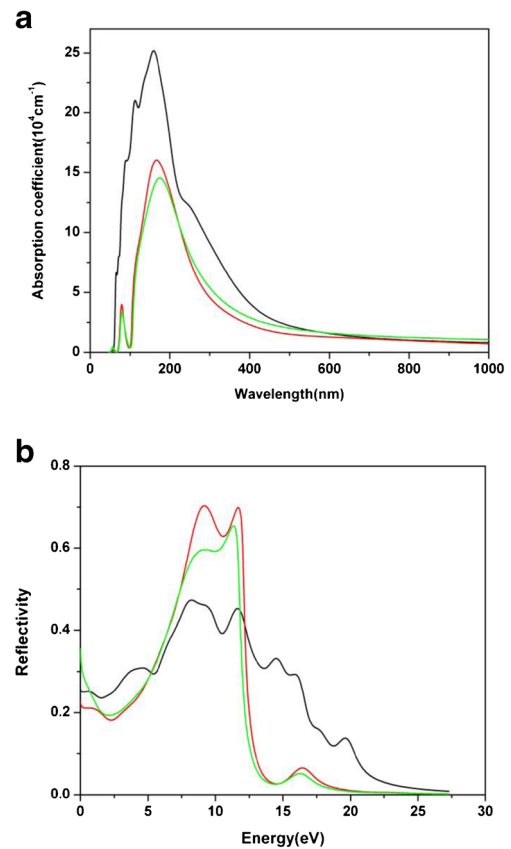 a
25
20
15
10
5
0
Absorption coefficient(10⁴cm⁻¹)
0 200 400 600 800 1000
Wavelength(nm)
b
0.8
0.6
0.4
0.2
0.0
Reflectivity
0 5 10 15 20 25 30
Energy(eV)